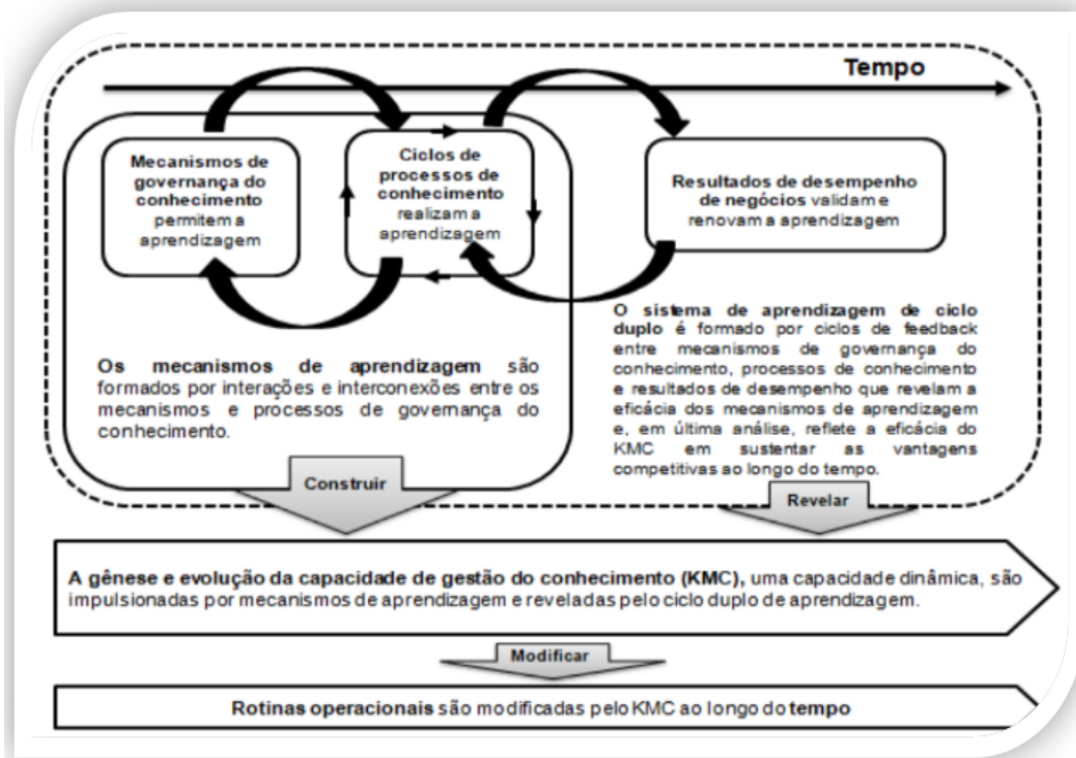 Tempo
Mecanismos de
governança do
conhecimento
permitem a
aprendizagem
Ciclos de
processos de
conhecimento
realizam a
aprendizagem
Resultados de desempenho
de negócios validam e
renovam a aprendizagem
Os mecanismos de aprendizagem são
formados por interações e interconexões entre os
mecanismos e processos de governança do
conhecimento.
O sistema de aprendizagem de ciclo
duplo é formado por ciclos de feedback
entre mecanismos de governança do
conhecimento, processos de conhecimento
e resultados de desempenho que revelam a
eficácia dos mecanismos de aprendizagem
e, em última análise, reflete a eficácia do
KMC em sustentar as vantagens
competitivas ao longo do tempo.
Construir
Revelar
A gênese e evolução da capacidade de gestão do conhecimento (KMC), uma capacidade dinâmica, são
impulsionadas por mecanismos de aprendizagem e reveladas pelo ciclo duplo de aprendizagem.
Modificar
Rotinas operacionais são modificadas pelo KMC ao longo do tempo